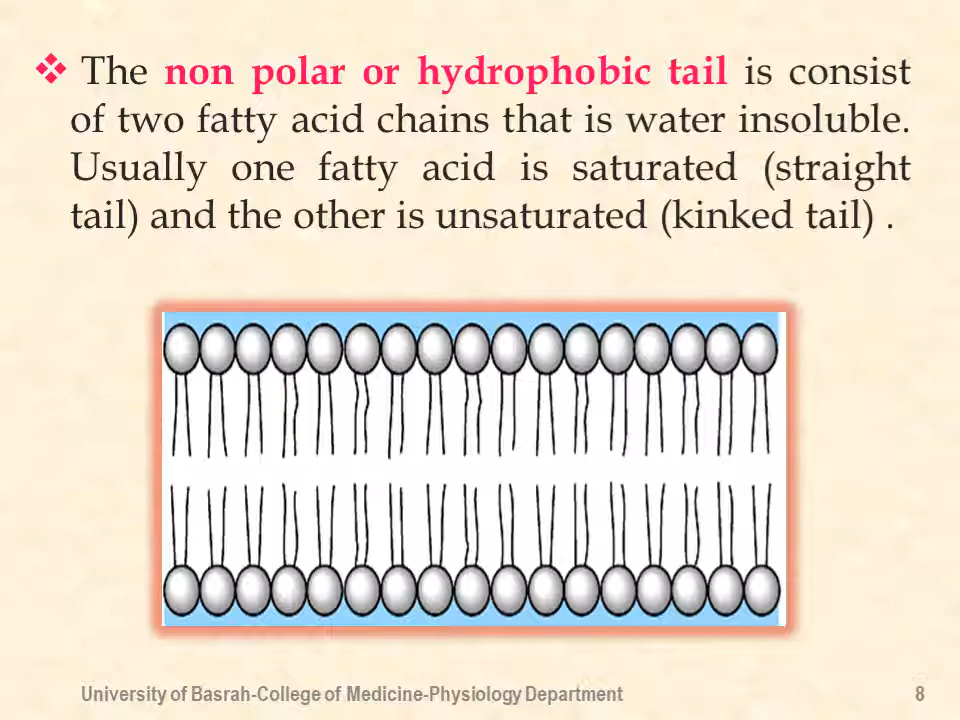 ❖ The non polar or hydrophobic tail is consist
of two fatty acid chains that is water insoluble.
Usually one fatty acid is saturated (straight
tail) and the other is unsaturated (kinked tail) .
University of Basrah-College of Medicine-Physiology Department 8